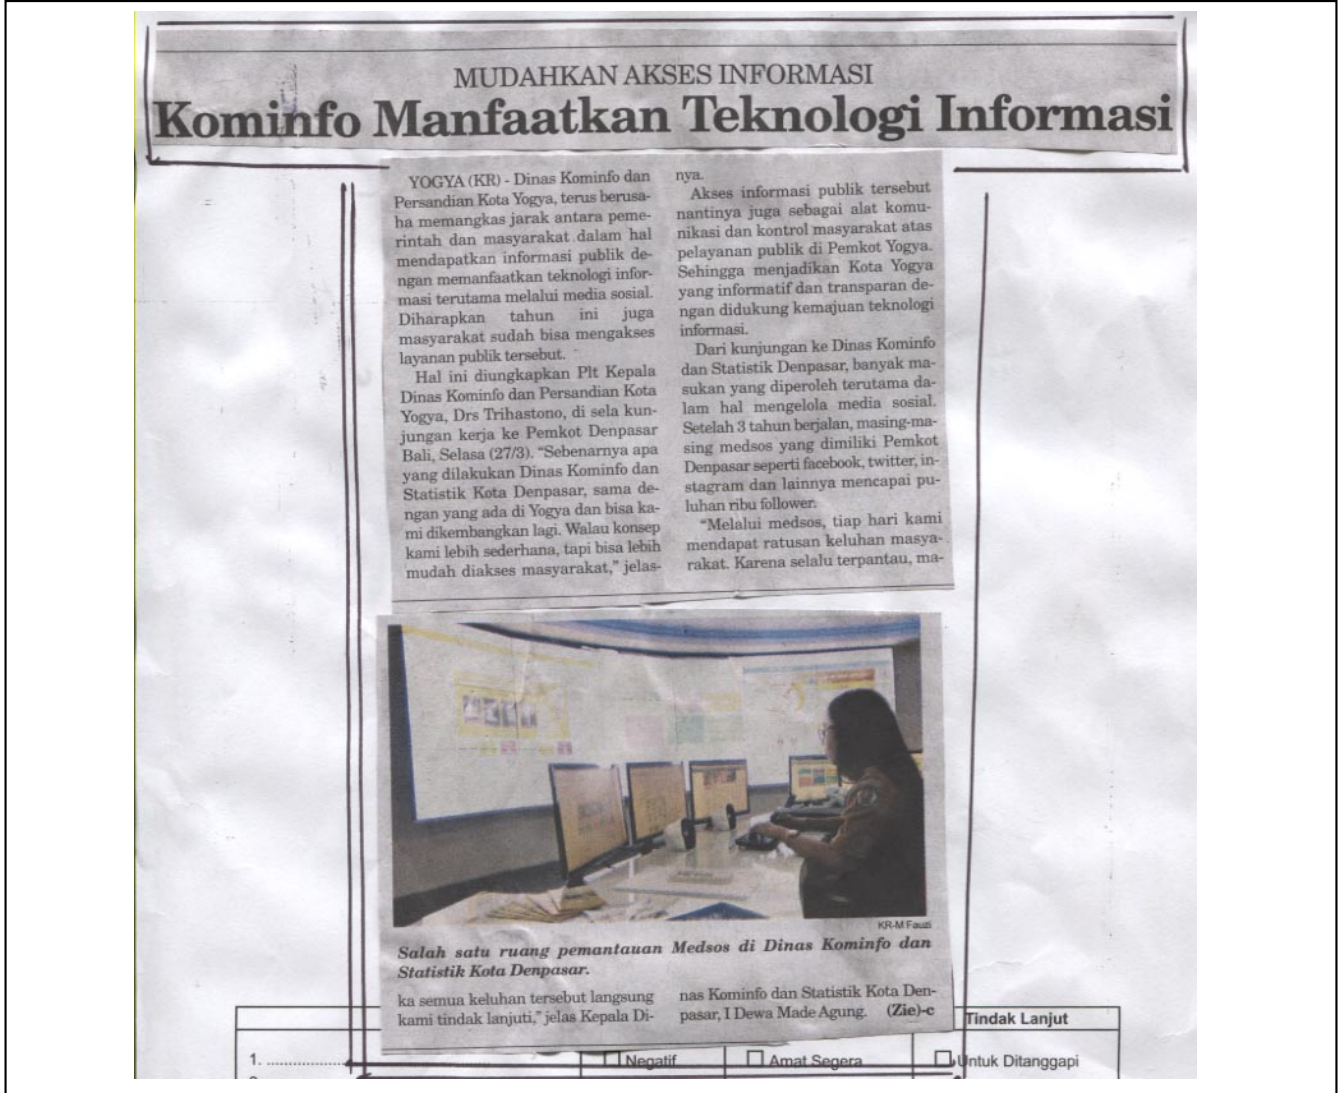 MUDAHKAN AKSES INFORMASI
Kominfo Manfaatkan Teknologi Informasi
YOGYA (KR) - Dinas Kominfo dan
Persandian Kota Yogya, terus berusa-
ha memangkas jarak antara peme-
rintah dan masyarakat dalam hal
mendapatkan informasi publik de-
ngan memanfaatkan teknologi infor-
masi terutama melalui media sosial.
Diharapkan tahun ini juga
masyarakat sudah bisa mengakses
layanan publik tersebut.
Hal ini diungkapkan Plt Kepala
Dinas Kominfo dan Persandian Kota
Yogya, Drs Trihastono, di sela kun-
jungan kerja ke Pemkot Denpasar
Bali, Selasa (27/3). "Sebenarnya apa
yang dilakukan Dinas Kominfo dan
Statistik Kota Denpasar, sama de-
ngan yang ada di Yogya dan bisa ka-
mi dikembangkan lagi. Walau konsep
kami lebih sederhana, tapi bisa lebih
mudah diakses masyarakat," jelas-
nya.
Akses informasi publik tersebut
nantinya juga sebagai alat komu-
nikasi dan kontrol masyarakat atas
pelayanan publik di Pemkot Yogya.
Sehingga menjadikan Kota Yogya
yang informatif dan transparan de-
ngan didukung kemajuan teknologi
informasi.
Dari kunjungan ke Dinas Kominfo
dan Statistik Denpasar, banyak ma-
sukan yang diperoleh terutama da-
lam hal mengelola media sosial.
Setelah 3 tahun berjalan, masing-ma-
sing medsos yang dimiliki Pemkot
Denpasar seperti facebook, twitter, in-
stagram dan lainnya mencapai pu-
luhan ribu follower.
"Melalui medsos, tiap hari kami
mendapat ratusan keluhan masya-
rakat. Karena selalu terpantau, ma-
KR-M Fauzi
Salah satu ruang pemantauan Medsos di Dinas Kominfo dan
Statistik Kota Denpasar.
ka semua keluhan tersebut langsung
kami tindak lanjuti," jelas Kepala Di-
nas Kominfo dan Statistik Kota Den-
pasar, I Dewa Made Agung. (Zie)-c
Tindak Lanjut
1. ....................
Negatif
Amat Segera
Untuk Ditanggapi